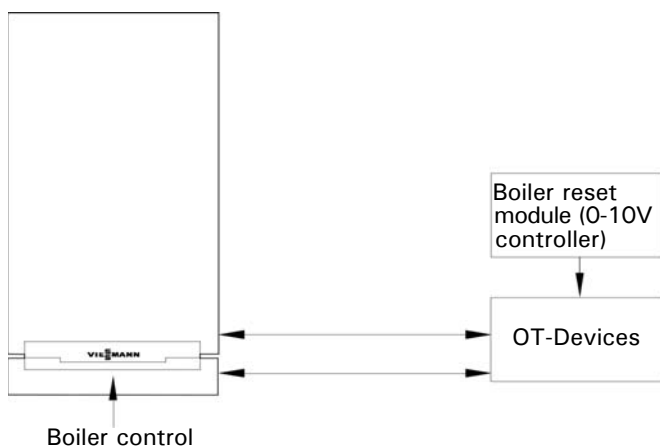 Boiler reset
module (0-10V
controller)
OT-Devices
VIESMANN
Boiler control